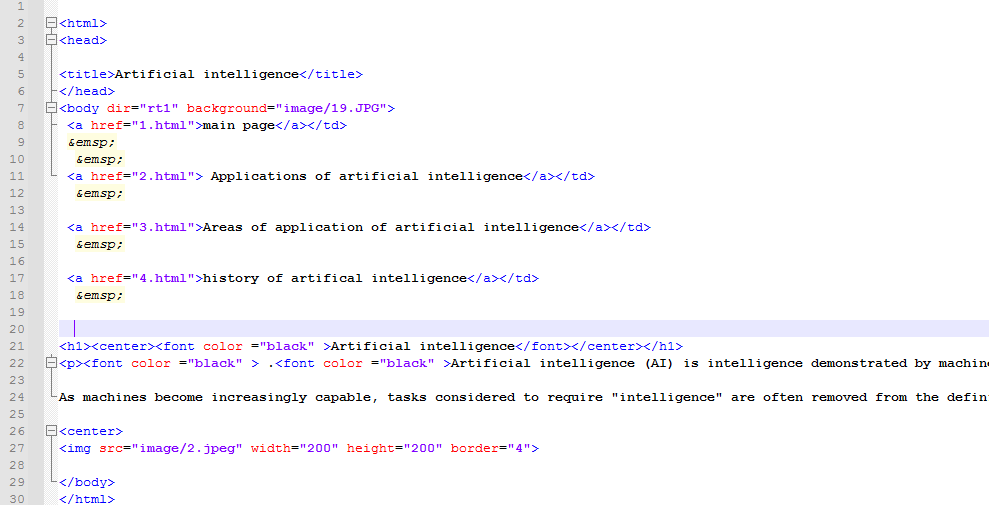 1
2 <html>
3 <head>
4
5 <title>Artificial intelligence</title>
6 </head>
7 <body dir="rt1" background="image/19.JPG">
8 <a href="1.html">main page</a></td>
9 &emsp;
10 &emsp;
11 <a href="2.html"> Applications of artificial intelligence</a></td>
12 &emsp;
13
14 <a href="3.html">Areas of application of artificial intelligence</a></td>
15 &emsp;
16
17 <a href="4.html">history of artifical intelligence</a></td>
18 &emsp;
19
20
21 <h1><center><font color ="black" >Artificial intelligence</font></center></h1>
22 <p><font color ="black" > .<font color ="black" >Artificial intelligence (AI) is intelligence demonstrated by machin
23
24 As machines become increasingly capable, tasks considered to require "intelligence" are often removed from the defin
25
26 <center>
27 <img src="image/2.jpeg" width="200" height="200" border="4">
28
29 </body>
30 </html>